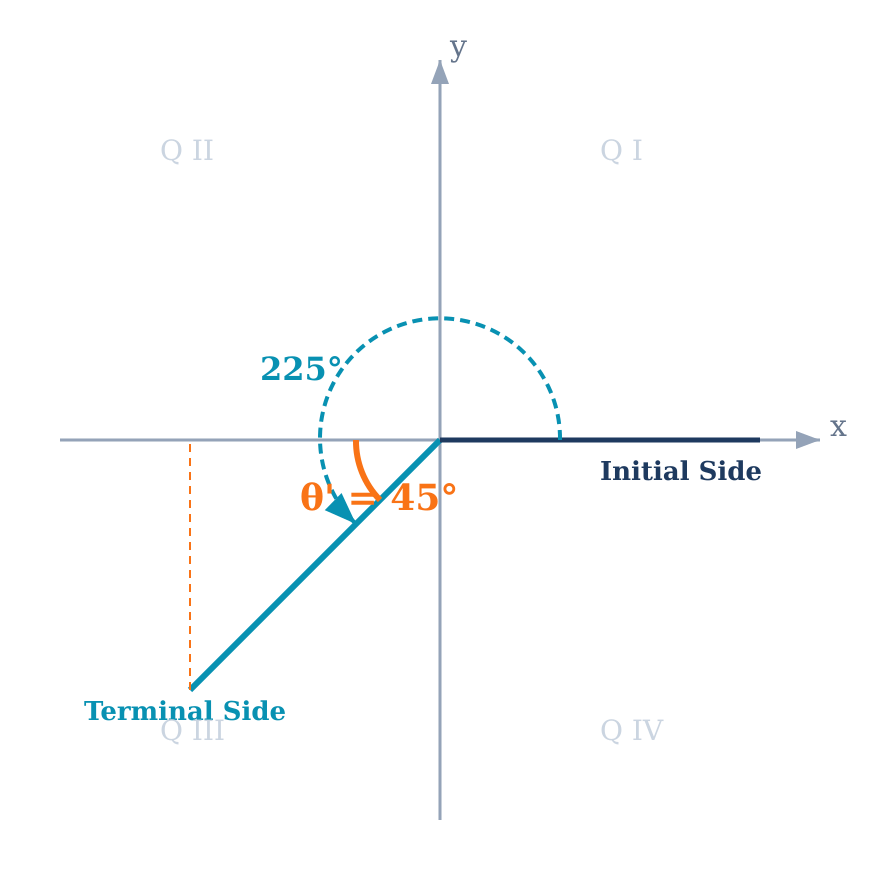 y
Q II
Q I
225°
x
Initial Side
θ' = 45°
Terminal Side
Q III
Q IV